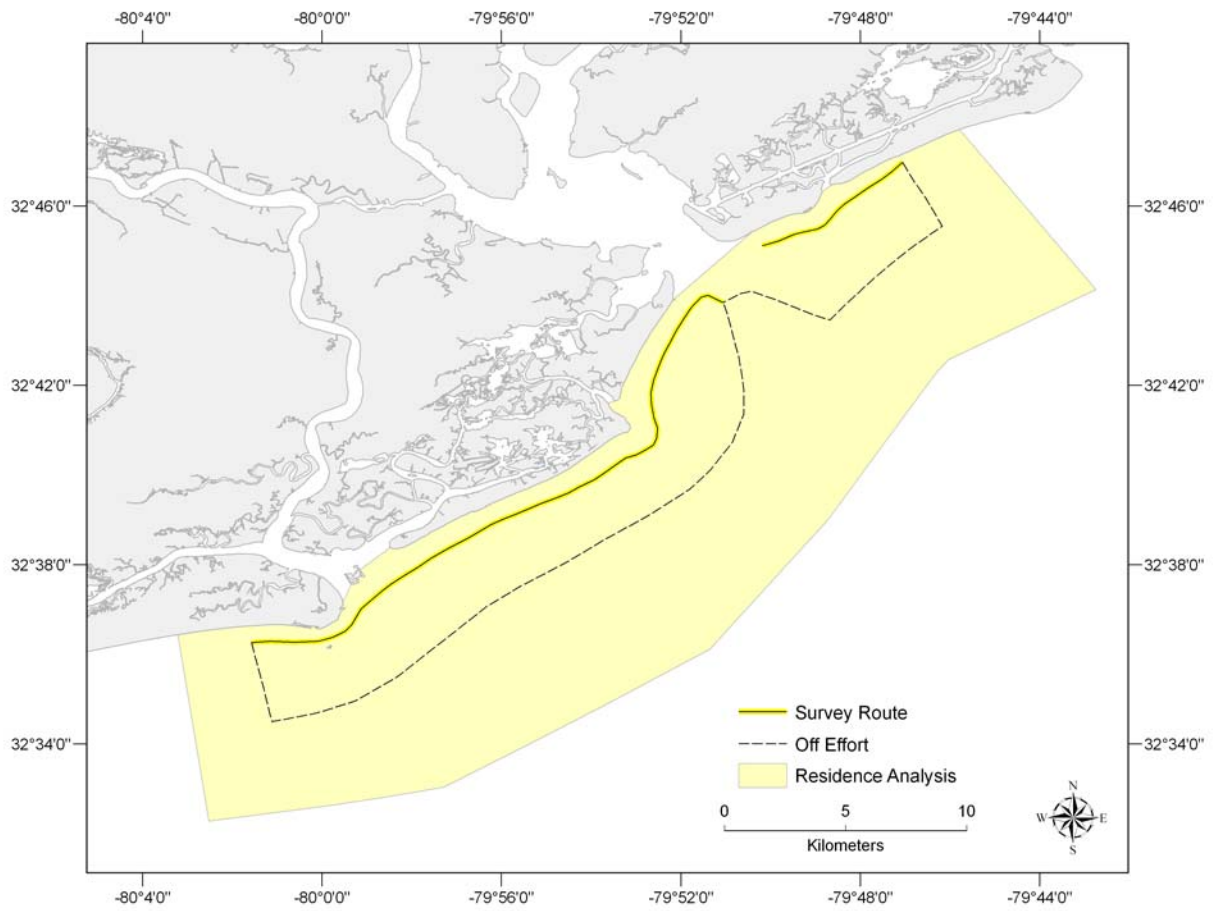 -80°4'0" -80°0'0" -79°56'0" -79°52'0" -79°48'0" -79°44'0"
32°46'0" 32°46'0"
32°42'0" 32°42'0"
32°38'0" 32°38'0"
32°34'0" 32°34'0"
Survey Route
Off Effort
Residence Analysis
0 5 10
Kilometers
N
W E
S
-80°4'0" -80°0'0" -79°56'0" -79°52'0" -79°48'0" -79°44'0"